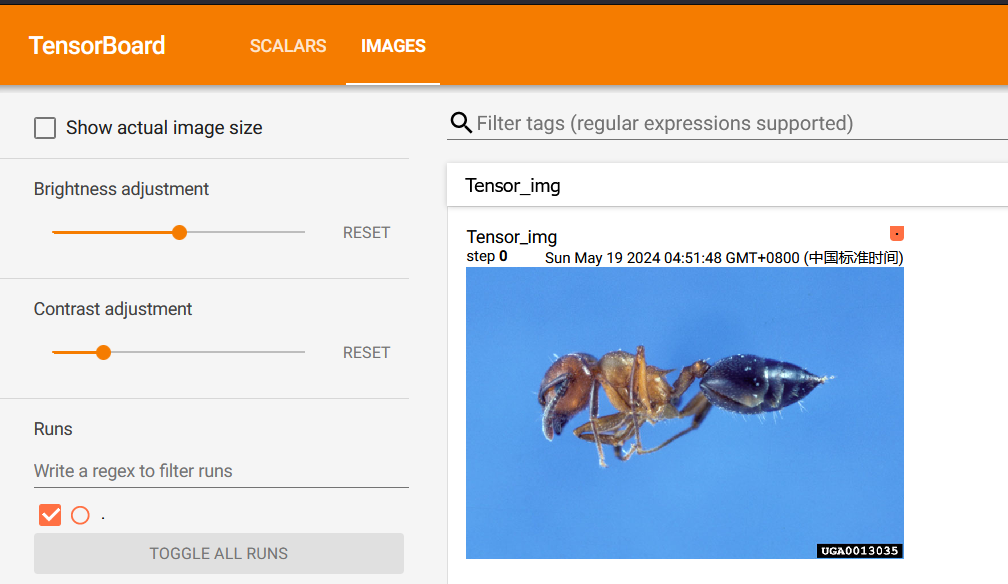 TensorBoard
SCALARS
IMAGES
Show actual image size
Filter tags (regular expressions supported)
Brightness adjustment
RESET
Contrast adjustment
RESET
Runs
Write a regex to filter runs
.
TOGGLE ALL RUNS
Tensor_img
Tensor_img
step 0
Sun May 19 2024 04:51:48 GMT+0800 (中国标准时间)
UGA0013035